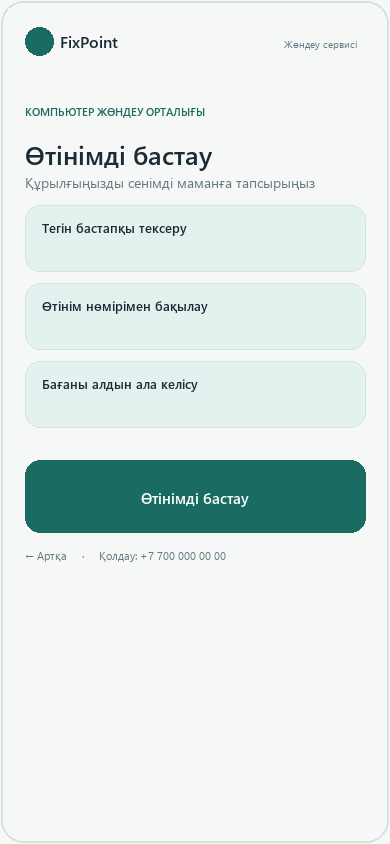 FixPoint
Жөндеу сервисі
КОМПЬЮТЕР ЖӨНДЕУ ОРТАЛЫҒЫ
Өтінімді бастау
Құрылғыңызды сенімді маманға тапсырыңыз
Тегін бастапқы тексеру
Өтінім нөмірімен бақылау
Бағаны алдын ала келісу
Өтінімді бастау
← Артқа · Қолдау: +7 700 000 00 00